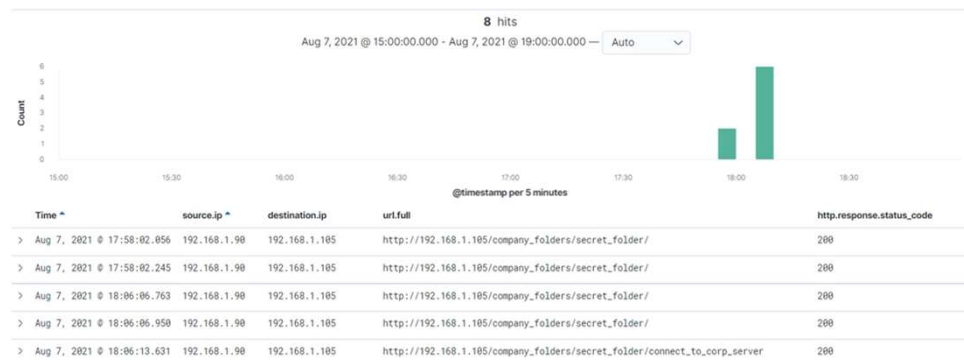 8 hits
Aug 7, 2021 @ 15:00:00.000 - Aug 7, 2021 @ 19:00:00.000 — Auto
6
5
4
3
2
1
0
Count
15:00 15:30 16:00 16:30 17:00 17:30 18:00 18:30
@timestamp per 5 minutes
Time source.ip destination.ip url.full http.response.status_code
> Aug 7, 2021 @ 17:58:02.056 192.168.1.90 192.168.1.105 http://192.168.1.105/company_folders/secret_folder/ 200
> Aug 7, 2021 @ 17:58:02.245 192.168.1.90 192.168.1.105 http://192.168.1.105/company_folders/secret_folder/ 200
> Aug 7, 2021 @ 18:06:06.763 192.168.1.90 192.168.1.105 http://192.168.1.105/company_folders/secret_folder/ 200
> Aug 7, 2021 @ 18:06:06.950 192.168.1.90 192.168.1.105 http://192.168.1.105/company_folders/secret_folder/ 200
> Aug 7, 2021 @ 18:06:13.631 192.168.1.90 192.168.1.105 http://192.168.1.105/company_folders/secret_folder/connect_to_corp_server 200